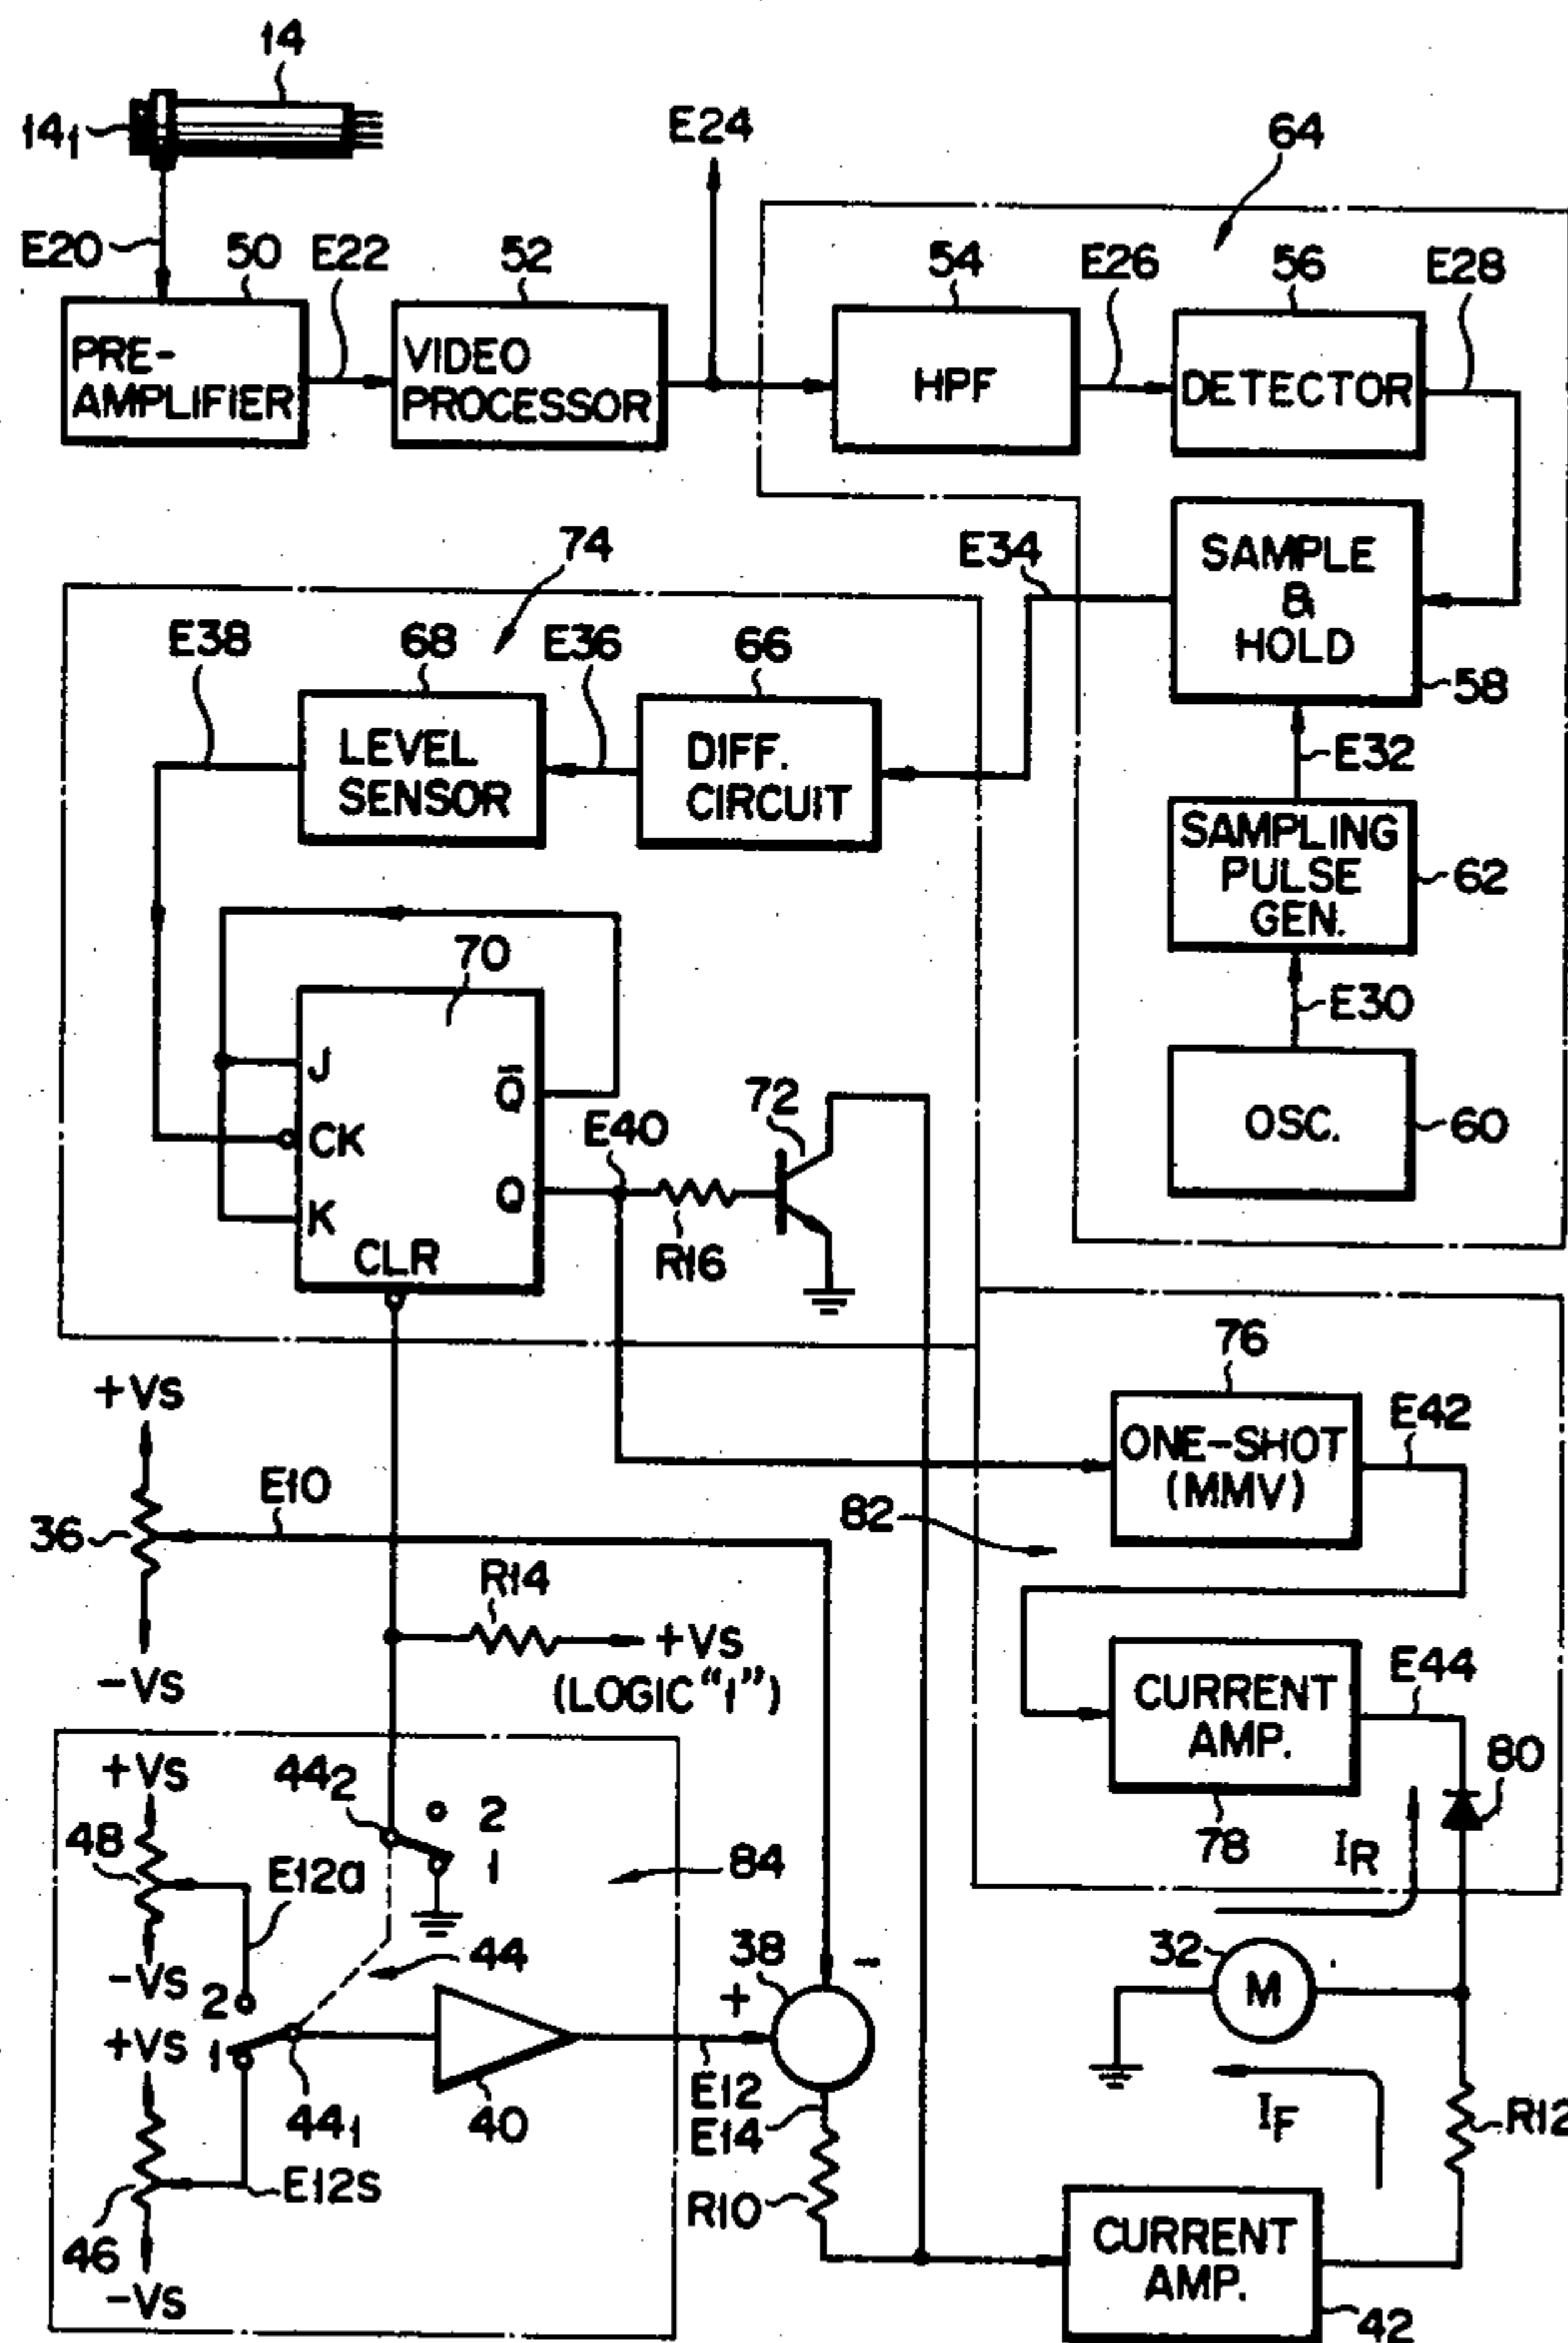 14
14₁
E24
64
E20
50
E22
52
54
E26
56
E28
PRE-
AMPLIFIER
VIDEO
PROCESSOR
HPF
DETECTOR
74
E34
SAMPLE
&
HOLD
58
E38
68
E36
66
LEVEL
SENSOR
DIFF.
CIRCUIT
E32
SAMPLING
PULSE
GEN.
62
70
E30
J
Q̅
72
OSC.
60
CK
E40
K
Q
CLR
R16
76
+VS
ONE-SHOT
(MMV)
E42
E10
36
82
R14
+VS
(LOGIC "1")
-VS
CURRENT
AMP.
E44
+VS
44₂
2
1
80
48
E12a
84
78
IR
-VS
44
38
-
32
M
2
+
+VS
1
44₁
40
E12
E14
IF
R12
E12S
R10
46
CURRENT
AMP.
-VS
42